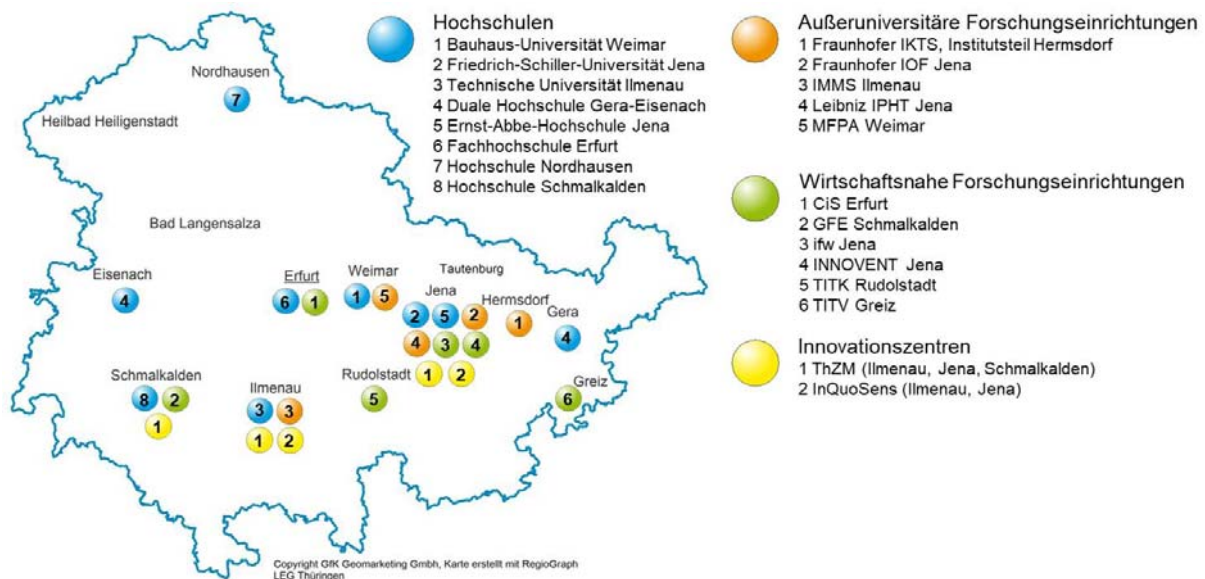 Hochschulen
1 Bauhaus-Universität Weimar
2 Friedrich-Schiller-Universität Jena
3 Technische Universität Ilmenau
4 Duale Hochschule Gera-Eisenach
5 Ernst-Abbe-Hochschule Jena
6 Fachhochschule Erfurt
7 Hochschule Nordhausen
8 Hochschule Schmalkalden
Außeruniversitäre Forschungseinrichtungen
1 Fraunhofer IKTS, Institutsteil Hermsdorf
2 Fraunhofer IOF Jena
3 IMMS Ilmenau
4 Leibniz IPHT Jena
5 MFPA Weimar
Wirtschaftsnahe Forschungseinrichtungen
1 CiS Erfurt
2 GFE Schmalkalden
3 ifw Jena
4 INNOVENT Jena
5 TITK Rudolstadt
6 TITV Greiz
Innovationszentren
1 ThZM (Ilmenau, Jena, Schmalkalden)
2 InQuoSens (Ilmenau, Jena)
Nordhausen
7
Heilbad Heiligenstadt
Bad Langensalza
Eisenach
4
Erfurt
6 1
Weimar
1 5
Tautenburg
Jena
2 5 2
4 3 4
1 2
Hermsdorf
1
Gera
4
Schmalkalden
8 2
1
Ilmenau
3 3
1 2
Rudolstadt
5
Greiz
6
Copyright GfK Geomarketing Gmbh, Karte erstellt mit RegioGraph
LEG Thüringen